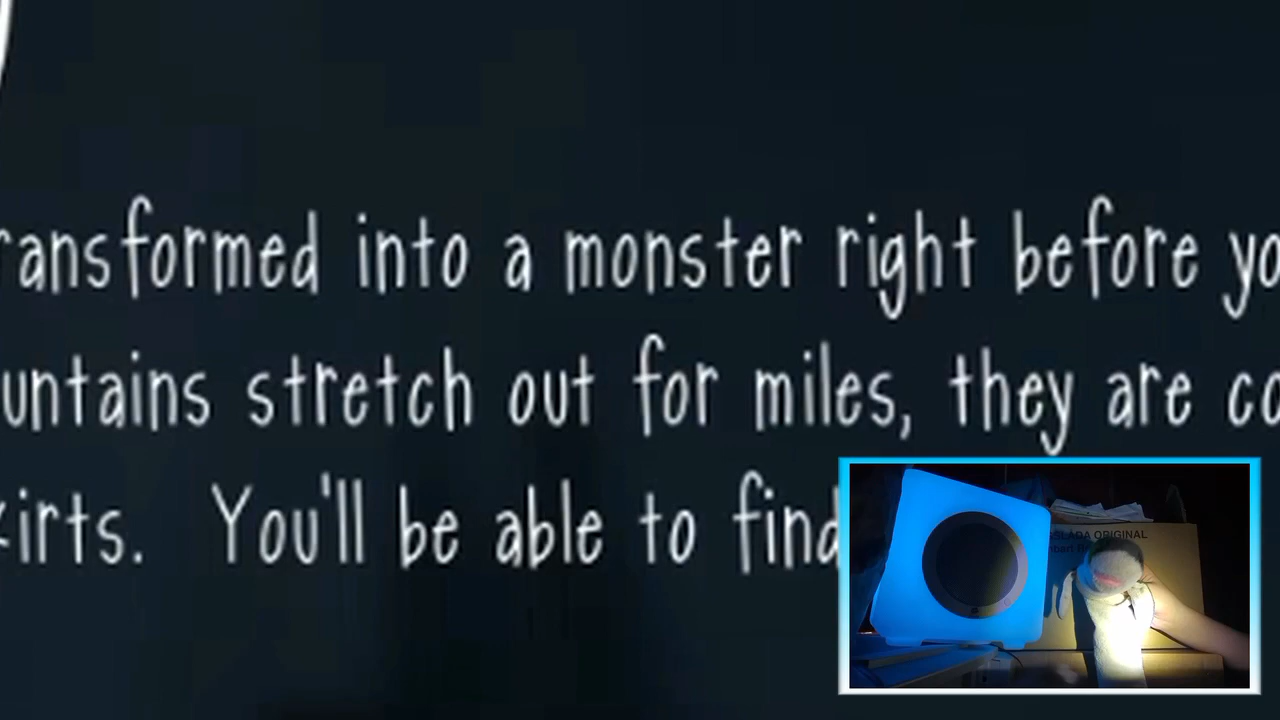 ransformed into a monster right before yo
untains stretch out for miles, they are co
kirts. You'll be able to find
ORIGINAL